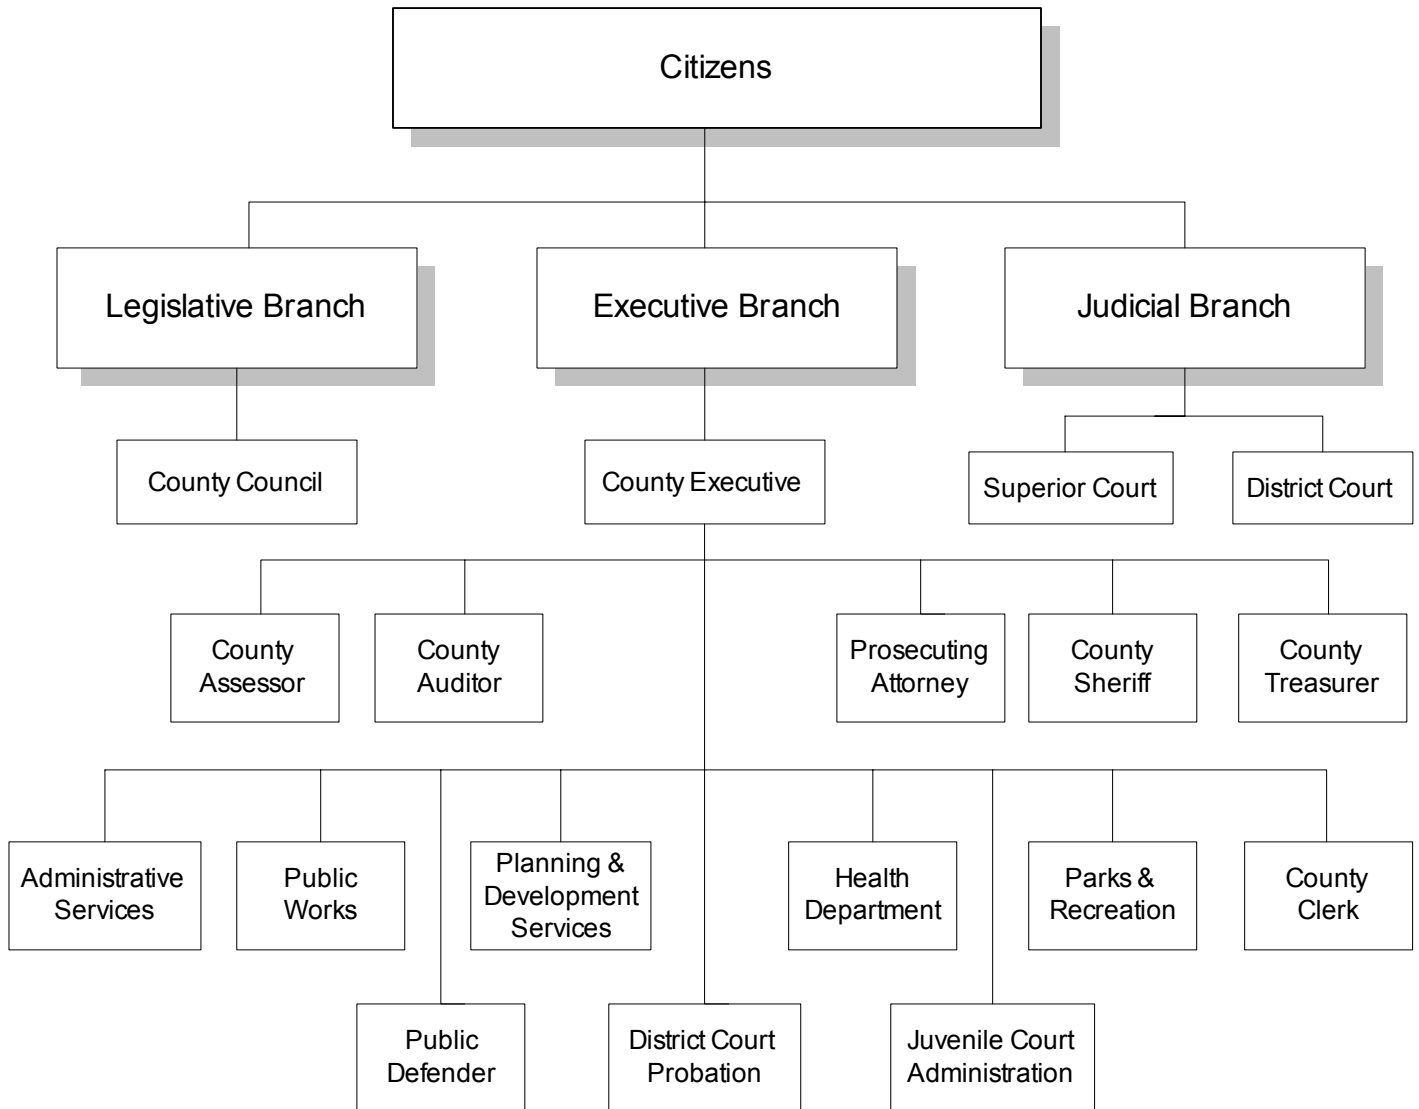 Citizens
Legislative Branch
Executive Branch
Judicial Branch
County Council
County Executive
Superior Court
District Court
County
Assessor
County
Auditor
Prosecuting
Attorney
County
Sheriff
County
Treasurer
Administrative
Services
Public
Works
Planning &
Development
Services
Health
Department
Parks &
Recreation
County
Clerk
Public
Defender
District Court
Probation
Juvenile Court
Administration